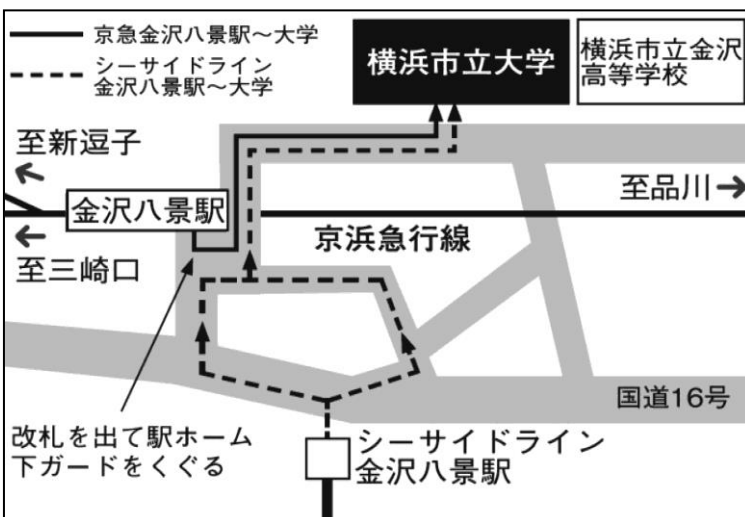 京急金沢八景駅～大学
シーサイドライン
金沢八景駅～大学
横浜市立大学
横浜市立金沢
高等学校
至新逗子
金沢八景駅
至品川
京浜急行線
至三崎口
国道16号
改札を出て駅ホーム
下ガードをくぐる
シーサイドライン
金沢八景駅